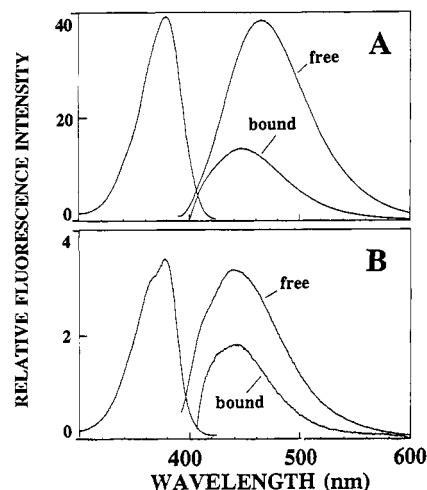 RELATIVE FLUORESCENCE INTENSITY
40
20
0
A
free
bound
4
2
0
B
free
bound
400
500
600
WAVELENGTH (nm)